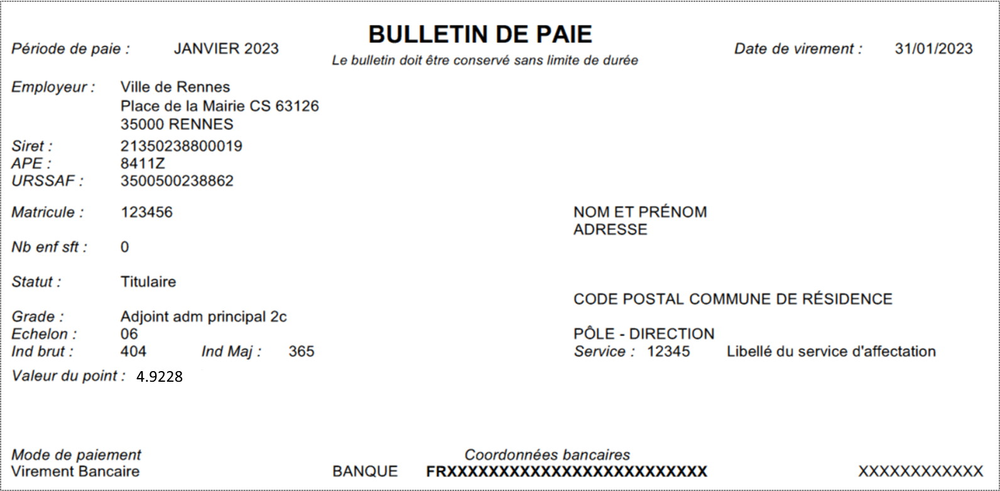 BULLETIN DE PAIE
Période de paie : JANVIER 2023 Date de virement : 31/01/2023
Le bulletin doit être conservé sans limite de durée
Employeur : Ville de Rennes
Place de la Mairie CS 63126
35000 RENNES
Siret : 21350238800019
APE : 8411Z
URSSAF : 3500500238862
Matricule : 123456 NOM ET PRÉNOM
ADRESSE
Nb enf sft : 0
Statut : Titulaire
CODE POSTAL COMMUNE DE RÉSIDENCE
Grade : Adjoint adm principal 2c
Echelon : 06 PÔLE - DIRECTION
Ind brut : 404 Ind Maj : 365 Service : 12345 Libellé du service d'affectation
Valeur du point : 4.9228
Mode de paiement Coordonnées bancaires
Virement Bancaire BANQUE FRXXXXXXXXXXXXXXXXXXXXXXXXX XXXXXXXXXXXX